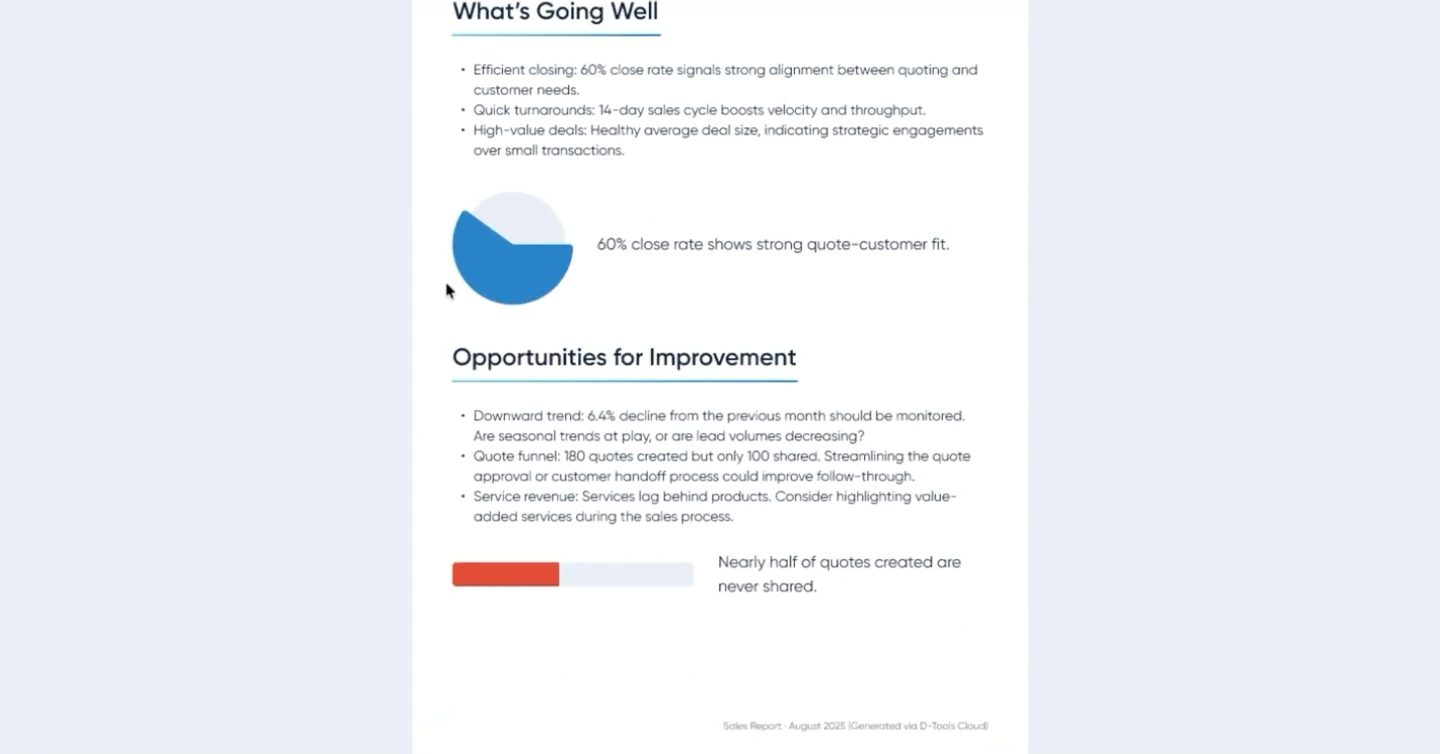 What's Going Well
• Efficient closing: 60% close rate signals strong alignment between quoting and
customer needs.
• Quick turnarounds: 14-day sales cycle boosts velocity and throughput.
• High-value deals: Healthy average deal size, indicating strategic engagements
over small transactions.
60% close rate shows strong quote-customer fit.
Opportunities for Improvement
• Downward trend: 6.4% decline from the previous month should be monitored.
Are seasonal trends at play, or are lead volumes decreasing?
• Quote funnel: 180 quotes created but only 100 shared. Streamlining the quote
approval or customer handoff process could improve follow-through.
• Service revenue: Services lag behind products. Consider highlighting value-
added services during the sales process.
Nearly half of quotes created are
never shared.
Sales Report · August 2025 (Generated via D-Tools Cloud)